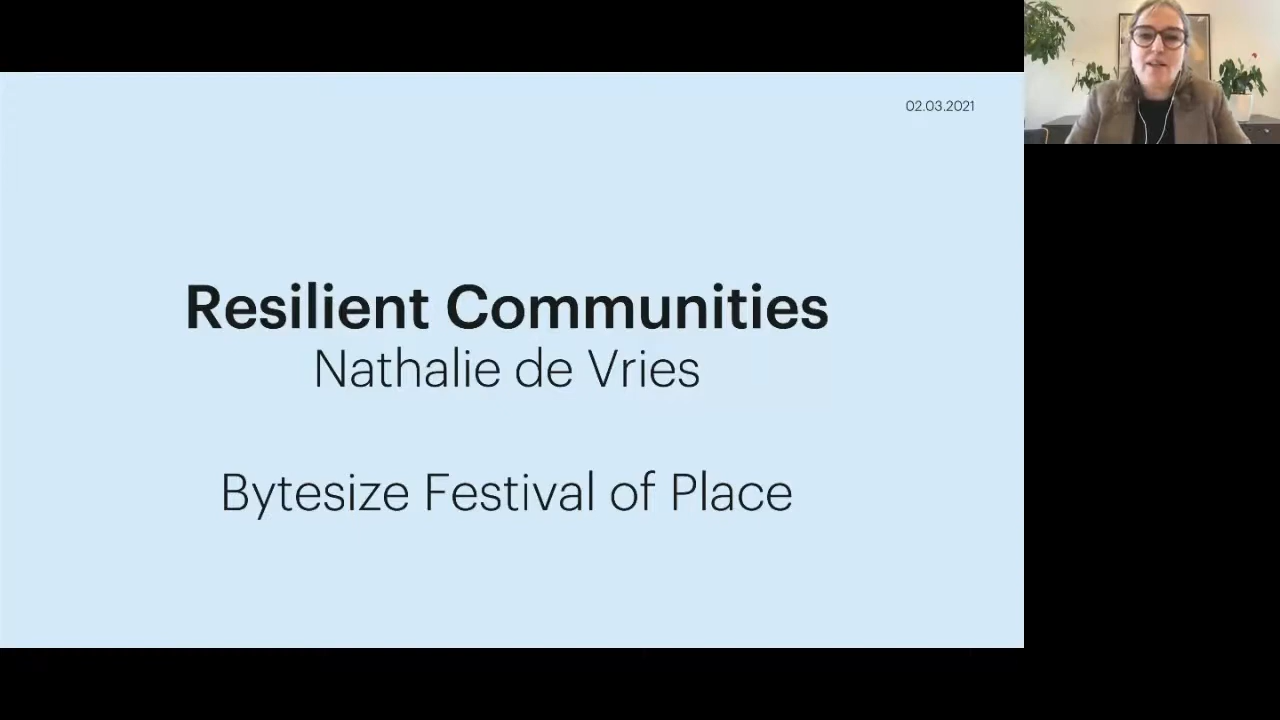 02.03.2021
Resilient Communities
Nathalie de Vries
Bytesize Festival of Place